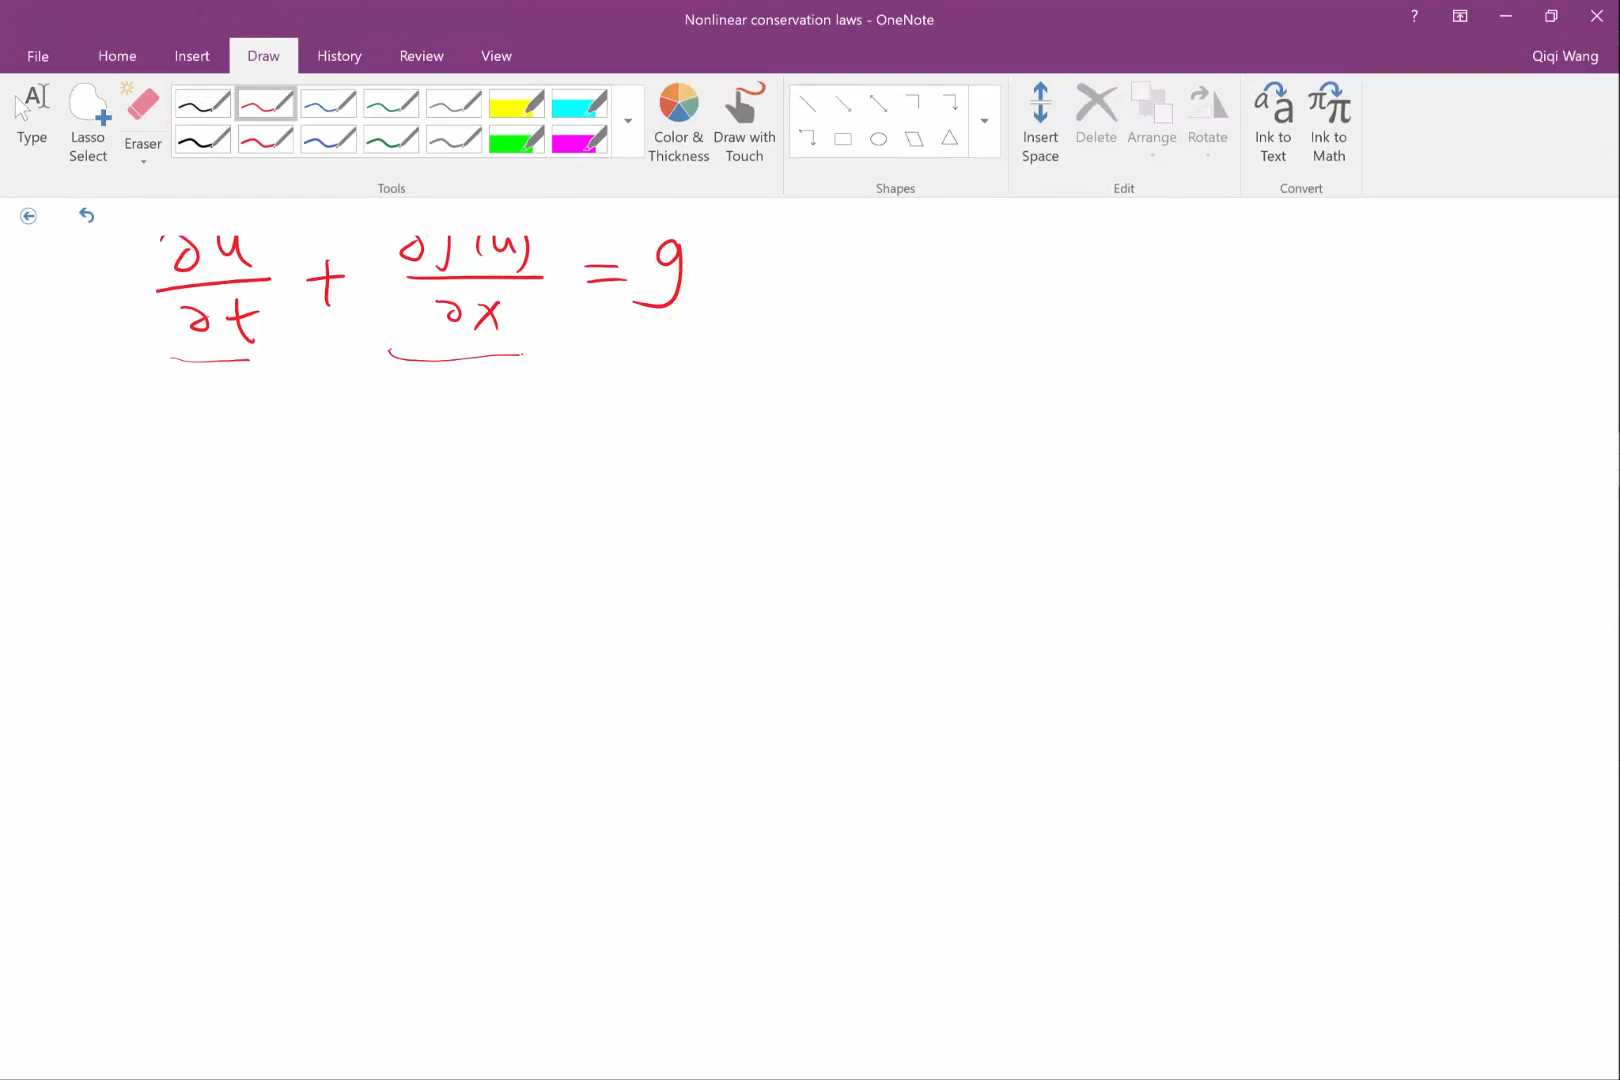 Nonlinear conservation laws - OneNote
?
File Home Insert Draw History Review View Qiqi Wang
Type
Lasso Select
Eraser
Color & Thickness
Draw with Touch
Insert Space
Delete
Arrange
Rotate
Ink to Text
Ink to Math
Tools Shapes Edit Convert
∂u/∂t + ∂f(u)/∂x = g